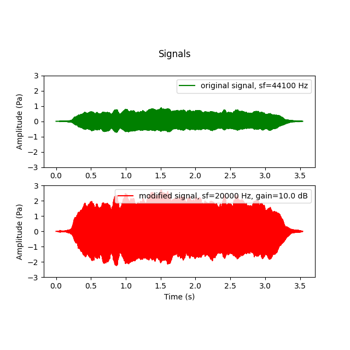 Signals
original signal, sf=44100 Hz
Amplitude (Pa)
3
2
1
0
−1
−2
−3
0.0 0.5 1.0 1.5 2.0 2.5 3.0 3.5
modified signal, sf=20000 Hz, gain=10.0 dB
Amplitude (Pa)
3
2
1
0
−1
−2
−3
0.0 0.5 1.0 1.5 2.0 2.5 3.0 3.5
Time (s)